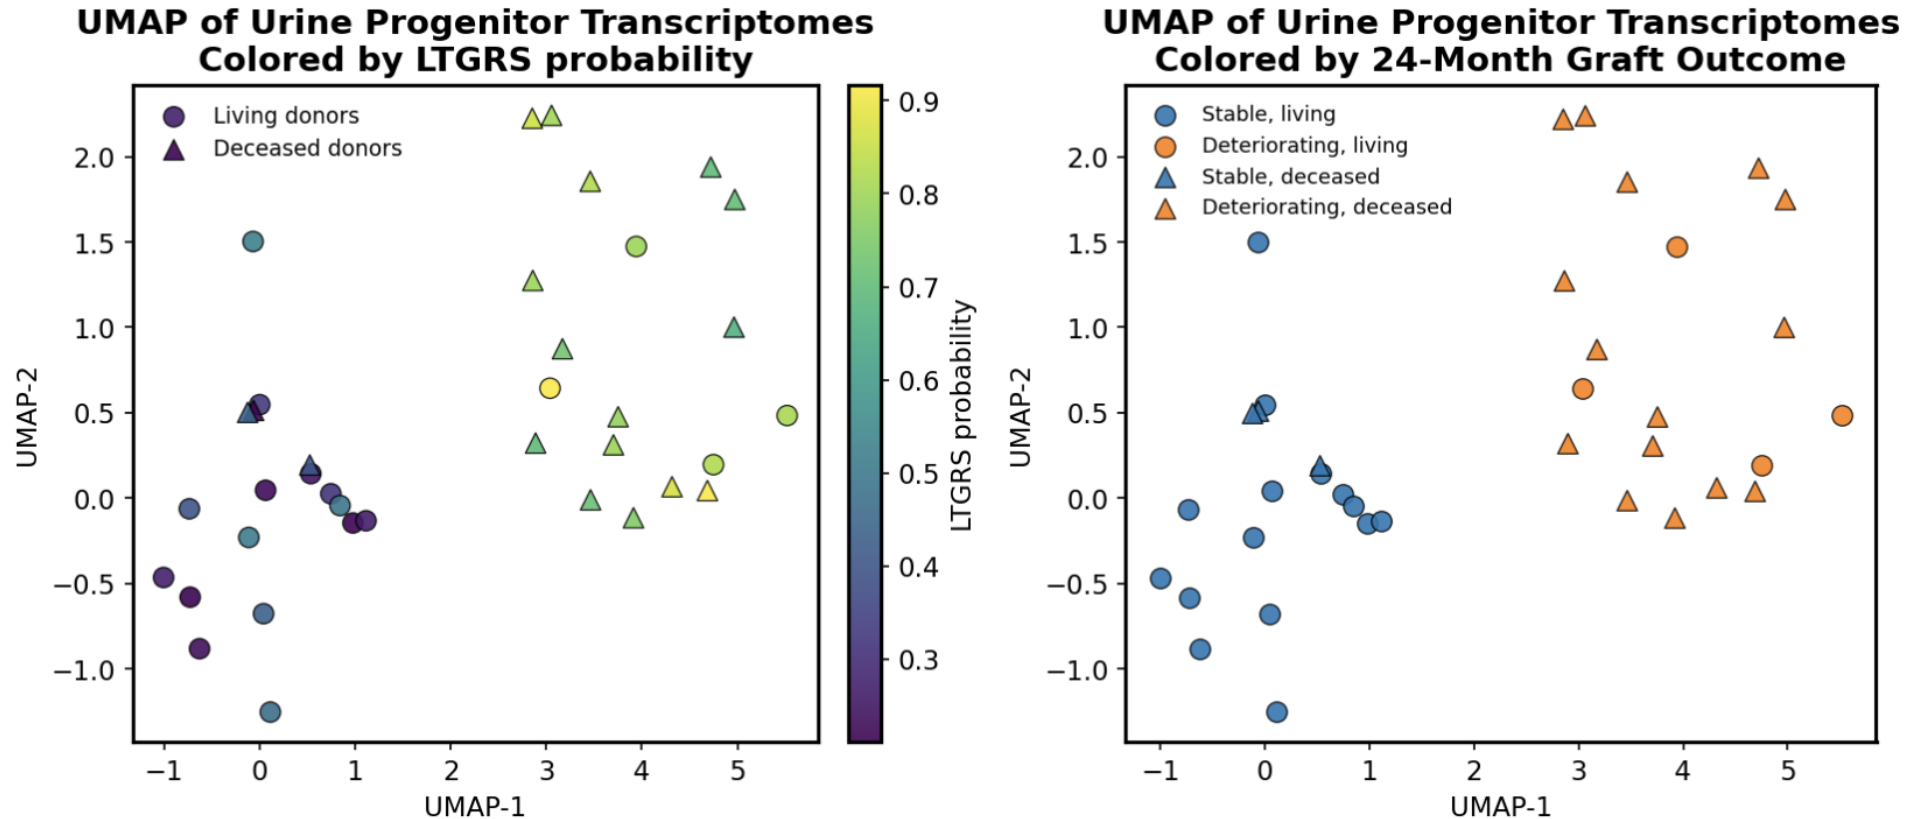 UMAP of Urine Progenitor Transcriptomes
Colored by LTGRS probability
Living donors
Deceased donors
2.0
1.5
1.0
0.5
0.0
−0.5
−1.0
UMAP-2
−1
0
1
2
3
4
5
UMAP-1
0.9
0.8
0.7
0.6
0.5
0.4
0.3
LTGRS probability
UMAP of Urine Progenitor Transcriptomes
Colored by 24-Month Graft Outcome
Stable, living
Deteriorating, living
Stable, deceased
Deteriorating, deceased
2.0
1.5
1.0
0.5
0.0
−0.5
−1.0
UMAP-2
−1
0
1
2
3
4
5
UMAP-1